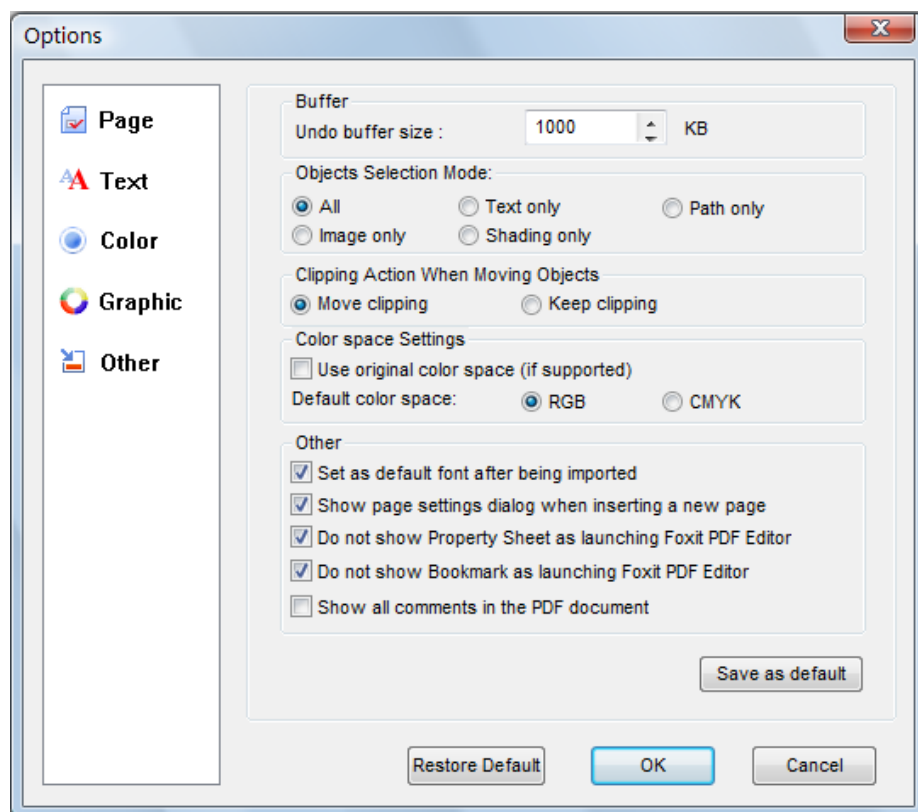 Options
Page
Text
Color
Graphic
Other
Buffer
Undo buffer size : 1000 KB
Objects Selection Mode:
All Text only Path only
Image only Shading only
Clipping Action When Moving Objects
Move clipping Keep clipping
Color space Settings
Use original color space (if supported)
Default color space: RGB CMYK
Other
Set as default font after being imported
Show page settings dialog when inserting a new page
Do not show Property Sheet as launching Foxit PDF Editor
Do not show Bookmark as launching Foxit PDF Editor
Show all comments in the PDF document
Save as default
Restore Default OK Cancel